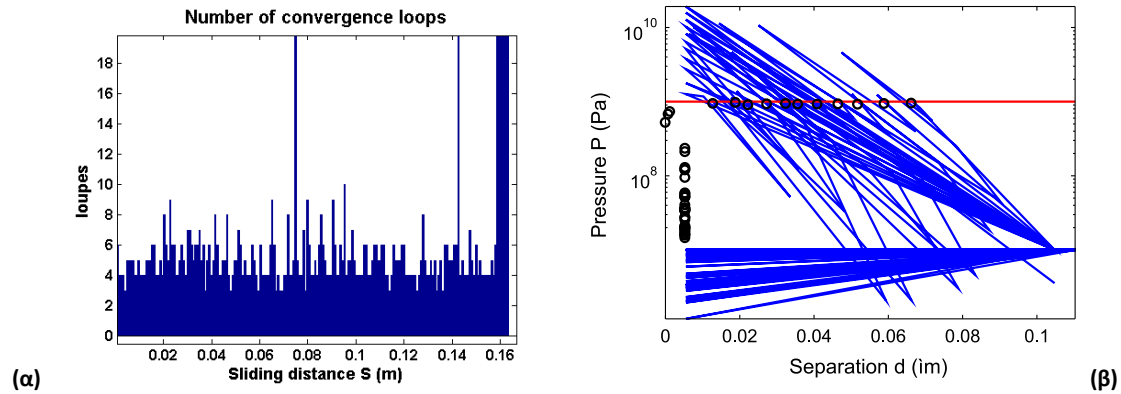 Number of convergence loops
18
16
14
12
10
8
6
4
2
0
loupes
0.02 0.04 0.06 0.08 0.1 0.12 0.14 0.16
Sliding distance S (m)
(α)
10^10
10^8
Pressure P (Pa)
0 0.02 0.04 0.06 0.08 0.1
Separation d (ìm)
(β)